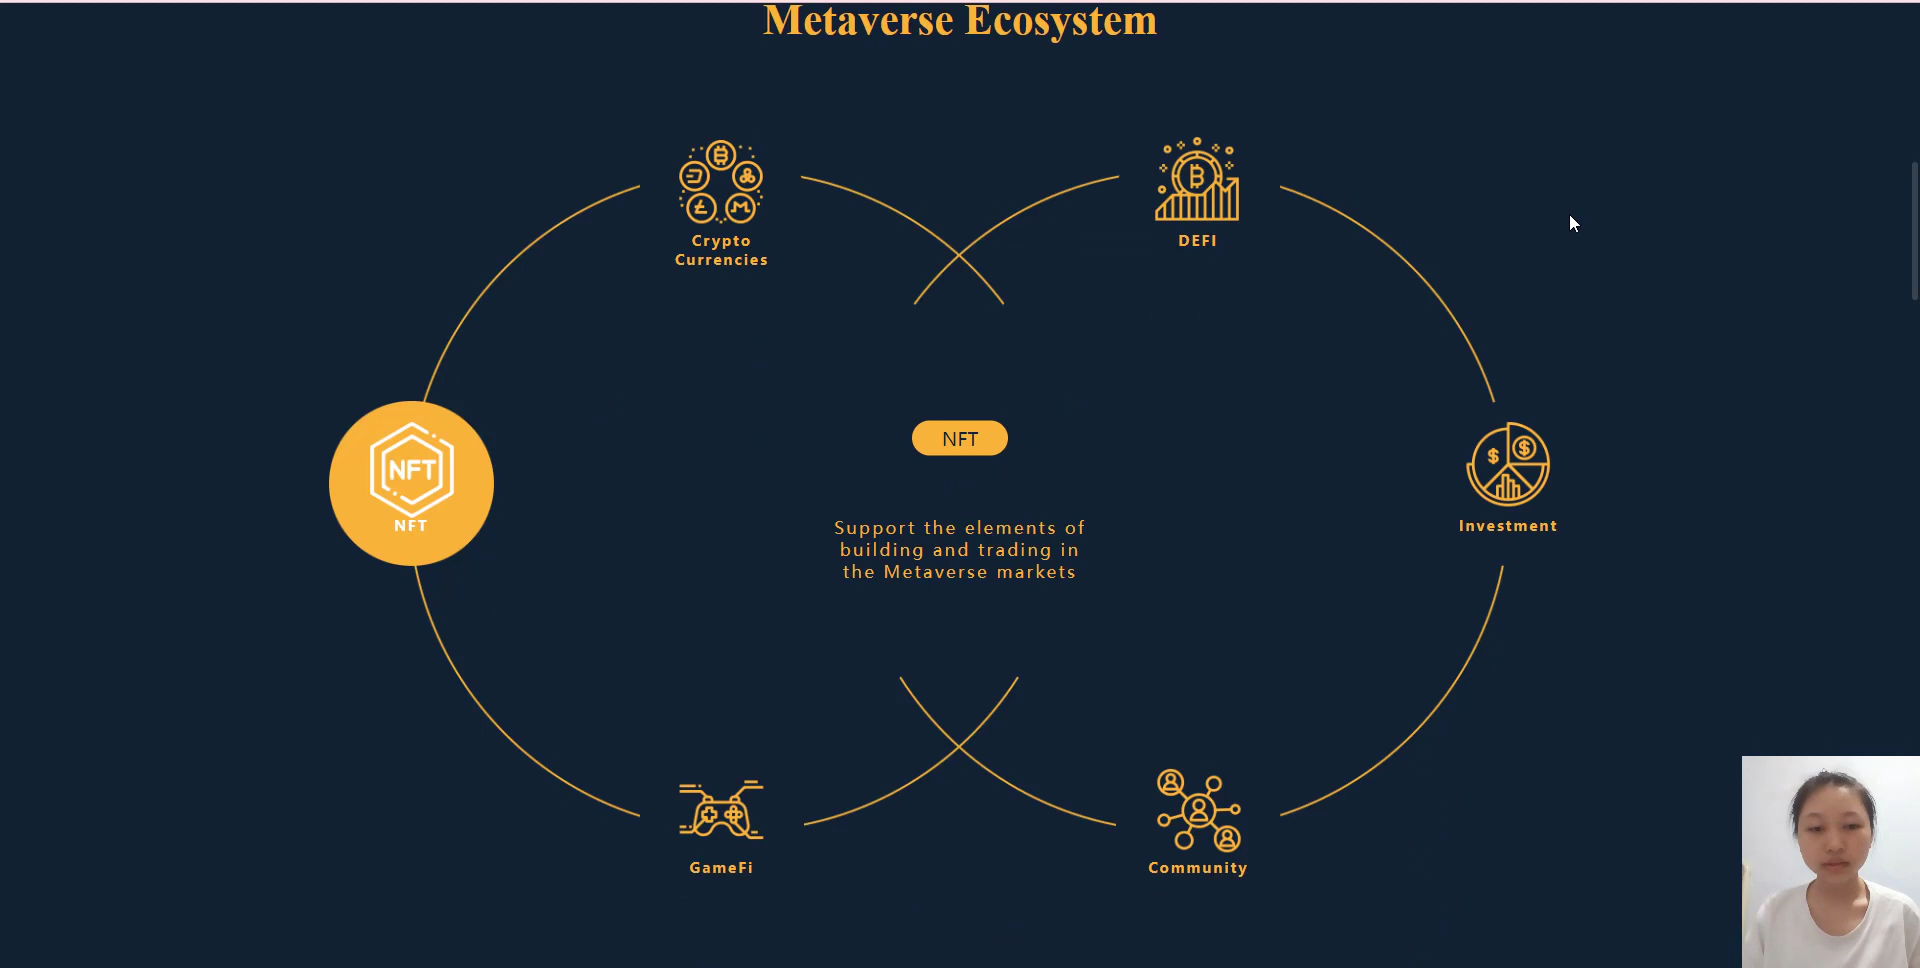 Metaverse Ecosystem
Crypto
Currencies
DEFI
NFT
NFT
NFT
Support the elements of
building and trading in
the Metaverse markets
Investment
GameFi
Community